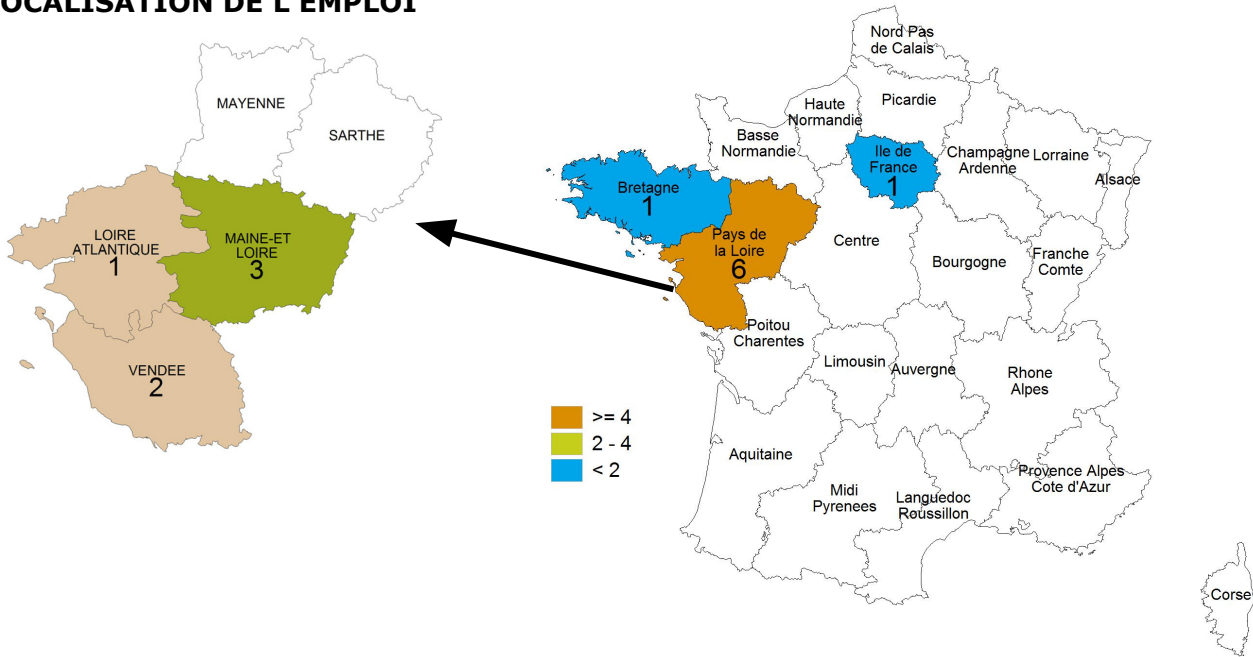 OCALISATION DE L EMPLOI
MAYENNE
SARTHE
LOIRE
ATLANTIQUE
1
MAINE-ET
LOIRE
3
VENDEE
2
Nord Pas
de Calais
Picardie
Haute
Normandie
Basse
Normandie
Ile de
France
1
Champagne
Ardenne
Lorraine
Alsace
Bretagne
1
Pays de
la Loire
6
Centre
Bourgogne
Franche
Comte
Poitou
Charentes
Limousin
Auvergne
Rhone
Alpes
Aquitaine
Midi
Pyrenees
Languedoc
Roussillon
Provence Alpes
Cote d'Azur
Corse
>= 4
2 - 4
< 2